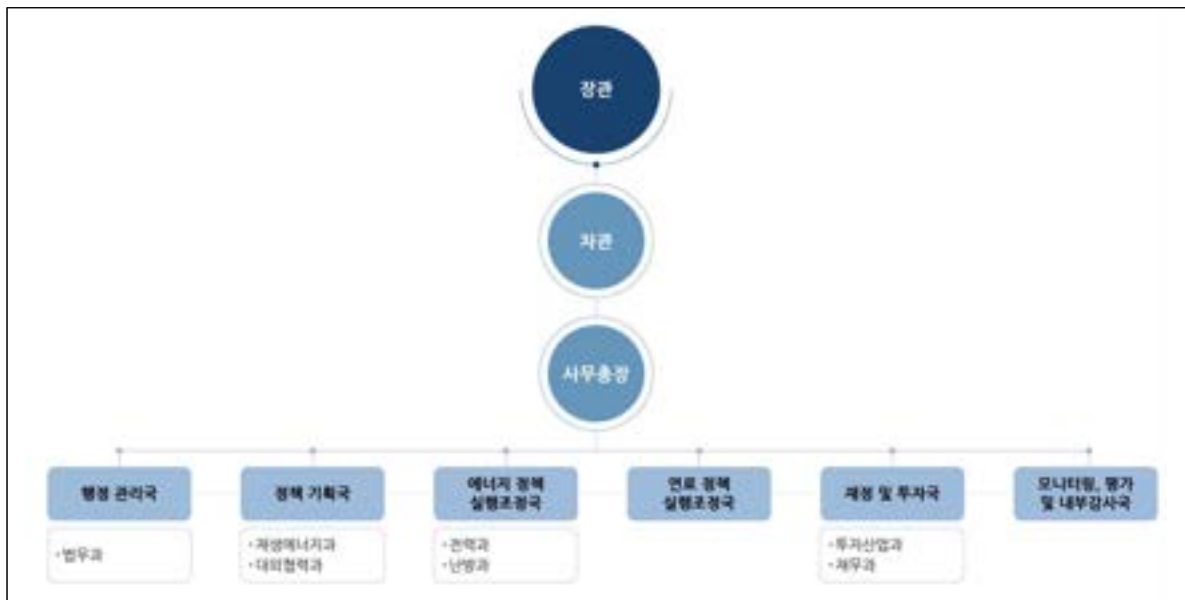 장관
차관
사무총장
행정 관리국
정책 기획국
에너지 정책
실행조정국
연료 정책
실행조정국
재정 및 투자국
모니터링, 평가
및 내부감사국
•법무과
•재생에너지과
•대외협력과
•전력과
•난방과
•투자산업과
•재무과